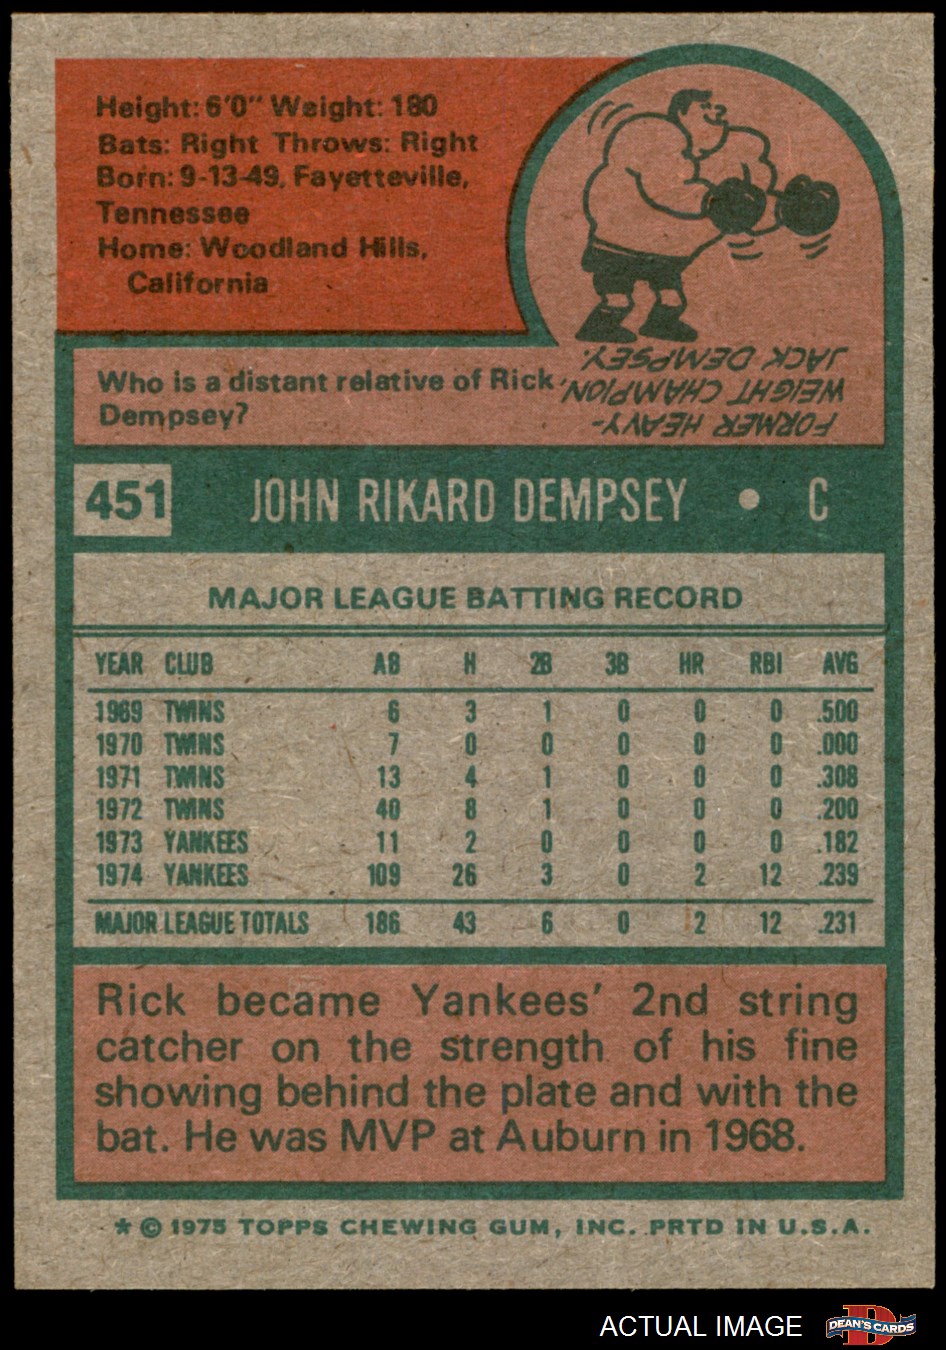 Height: 6'0" Weight: 180
Bats: Right Throws: Right
Born: 9-13-49, Fayetteville,
Tennessee
Home: Woodland Hills,
California
Who is a distant relative of Rick
Dempsey?
FORMER HEAVY-
WEIGHT CHAMPION,
JACK DEMPSEY.
451 JOHN RIKARD DEMPSEY • C
MAJOR LEAGUE BATTING RECORD
YEAR CLUB AB H 2B 3B HR RBI AVG
1969 TWINS 6 3 1 0 0 0 .500
1970 TWINS 7 0 0 0 0 0 .000
1971 TWINS 13 4 1 0 0 0 .308
1972 TWINS 40 8 1 0 0 0 .200
1973 YANKEES 11 2 0 0 0 0 .182
1974 YANKEES 109 26 3 0 2 12 .239
MAJOR LEAGUE TOTALS 186 43 6 0 2 12 .231
Rick became Yankees' 2nd string
catcher on the strength of his fine
showing behind the plate and with the
bat. He was MVP at Auburn in 1968.
* © 1975 TOPPS CHEWING GUM, INC. PRTD IN U.S.A.
ACTUAL IMAGE
D
DEAN'S CARDS